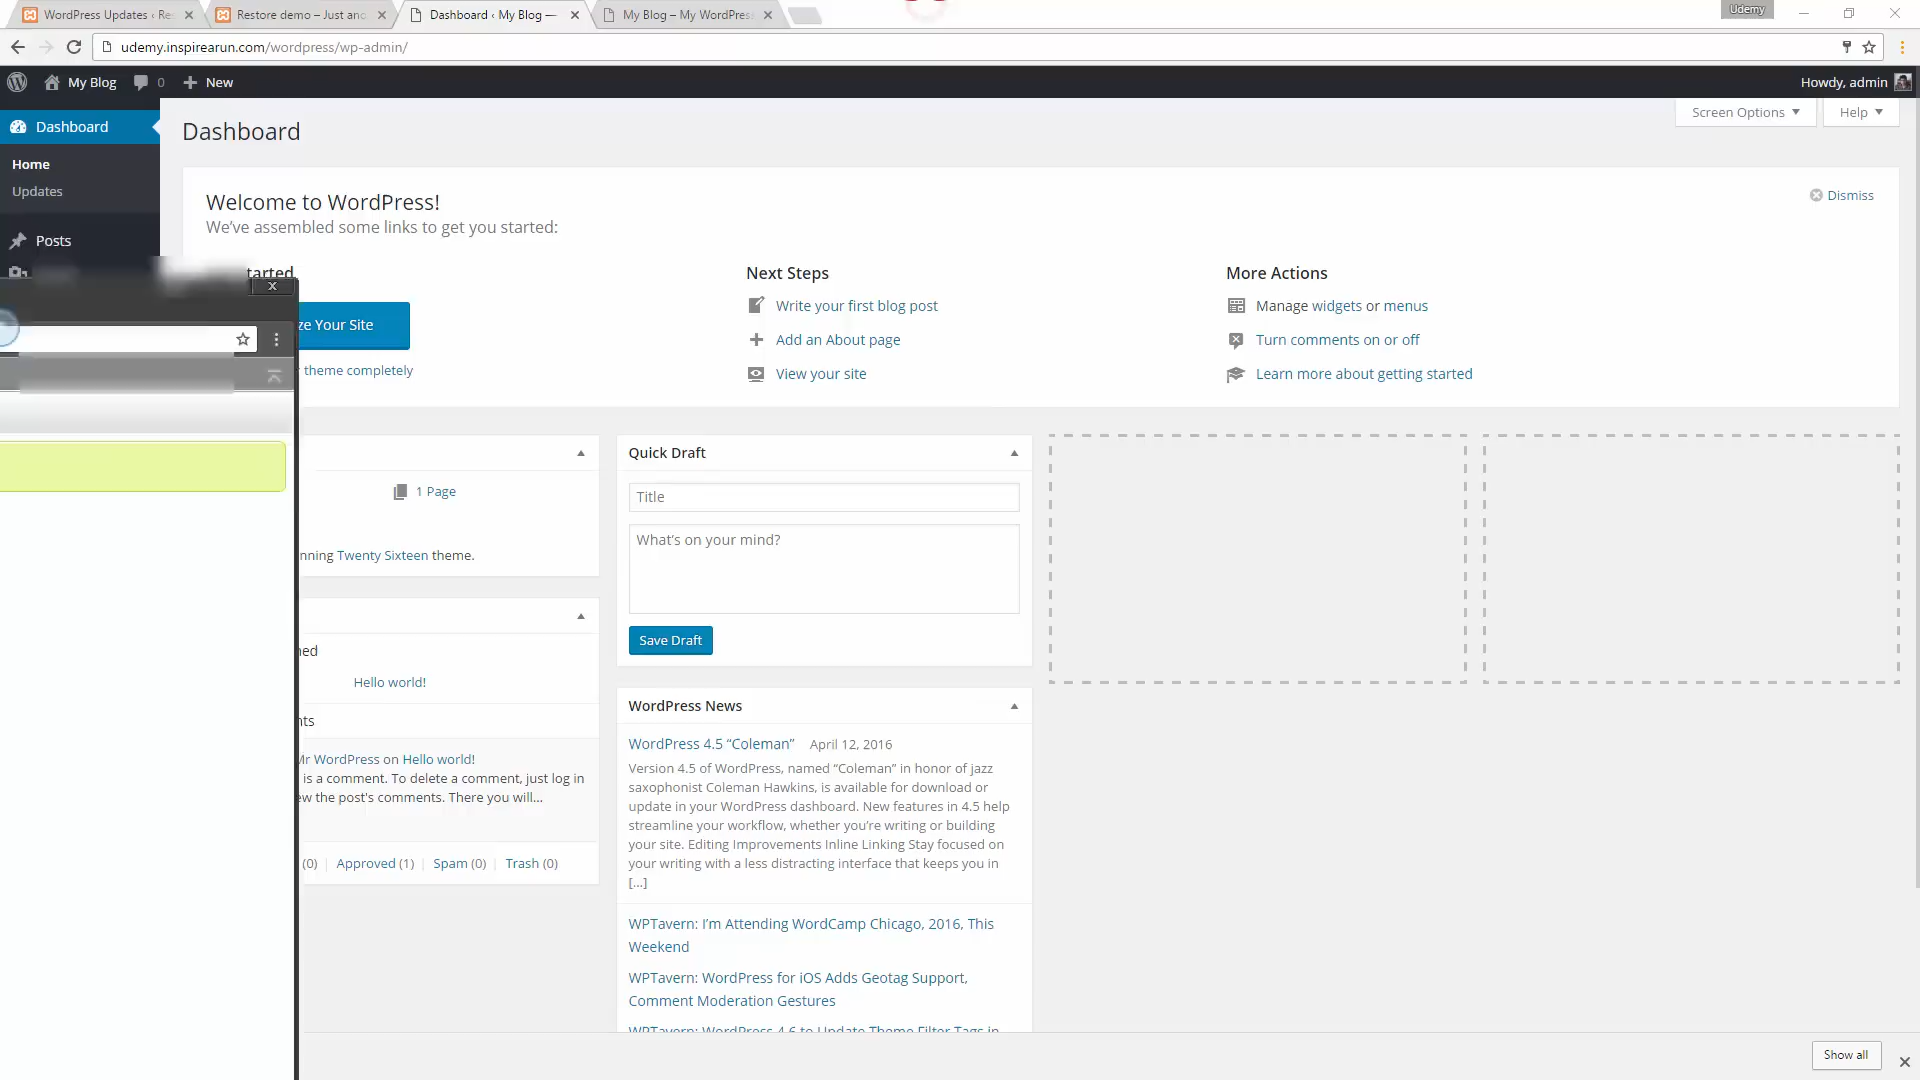 WordPress Updates ‹ Re
Restore demo – Just and
Dashboard ‹ My Blog —
My Blog – My WordPres
Udemy
udemy.inspirearun.com/wordpress/wp-admin/
My Blog
0
New
Howdy, admin
Dashboard
Home
Updates
Posts
Dashboard
Screen Options
Help
Welcome to WordPress!
We've assembled some links to get you started:
Dismiss
tarted
Next Steps
More Actions
ze Your Site
Write your first blog post
Manage widgets or menus
Add an About page
Turn comments on or off
theme completely
View your site
Learn more about getting started
1 Page
nning Twenty Sixteen theme.
ned
Hello world!
nts
Mr WordPress on Hello world!
is a comment. To delete a comment, just log in
ew the post's comments. There you will...
(0) | Approved (1) | Spam (0) | Trash (0)
Quick Draft
Title
What's on your mind?
Save Draft
WordPress News
WordPress 4.5 “Coleman” April 12, 2016
Version 4.5 of WordPress, named “Coleman” in honor of jazz
saxophonist Coleman Hawkins, is available for download or
update in your WordPress dashboard. New features in 4.5 help
streamline your workflow, whether you’re writing or building
your site. Editing Improvements Inline Linking Stay focused on
your writing with a less distracting interface that keeps you in
[...]
WPTavern: I’m Attending WordCamp Chicago, 2016, This
Weekend
WPTavern: WordPress for iOS Adds Geotag Support,
Comment Moderation Gestures
WPTavern: WordPress 4.6 to Update Theme Filter Tags in
Show all